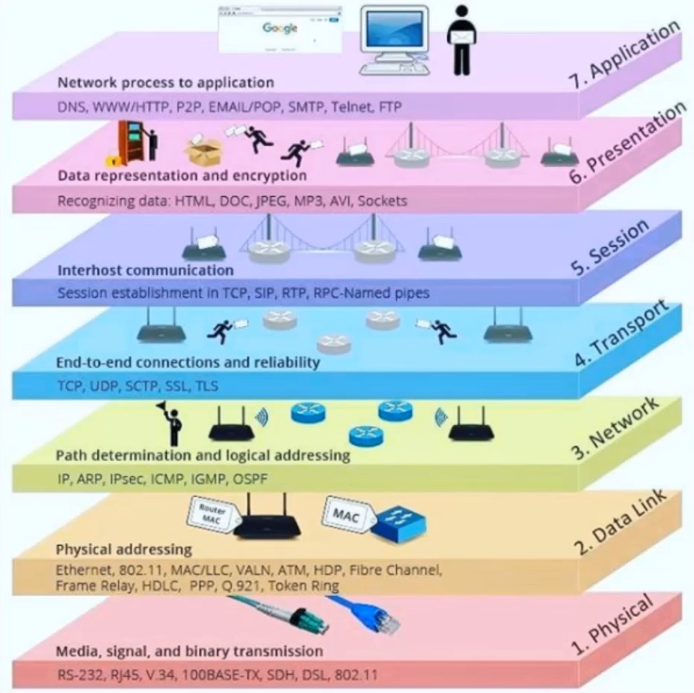 Google
7. Application
Network process to application
DNS, WWW/HTTP, P2P, EMAIL/POP, SMTP, Telnet, FTP
6. Presentation
Data representation and encryption
Recognizing data: HTML, DOC, JPEG, MP3, AVI, Sockets
5. Session
Interhost communication
Session establishment in TCP, SIP, RTP, RPC-Named pipes
4. Transport
End-to-end connections and reliability
TCP, UDP, SCTP, SSL, TLS
3. Network
Path determination and logical addressing
IP, ARP, IPsec, ICMP, IGMP, OSPF
Router
MAC
MAC
2. Data Link
Physical addressing
Ethernet, 802.11, MAC/LLC, VALN, ATM, HDP, Fibre Channel,
Frame Relay, HDLC, PPP, Q.921, Token Ring
1. Physical
Media, signal, and binary transmission
RS-232, RJ45, V.34, 100BASE-TX, SDH, DSL, 802.11